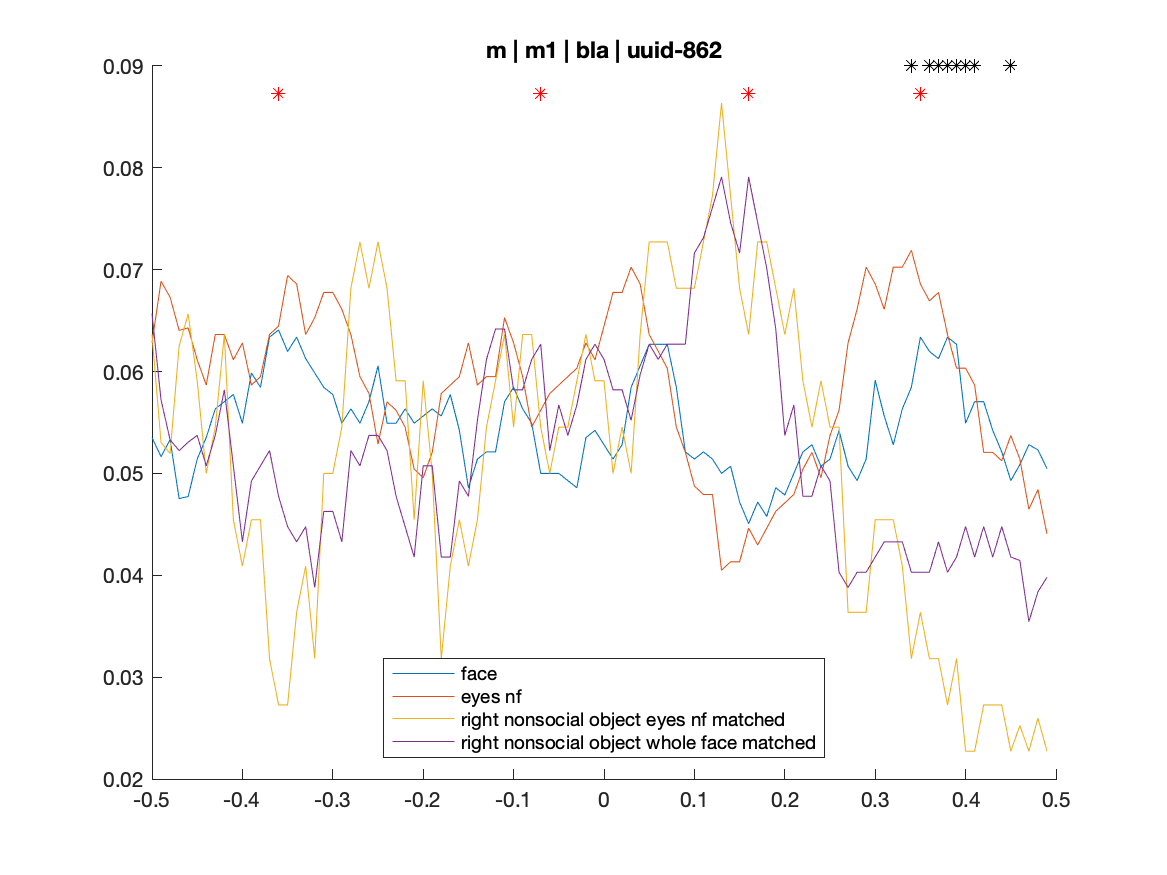 m | m1 | bla | uuid-862
0.09
0.08
0.07
0.06
0.05
0.04
0.03
0.02
face
eyes nf
right nonsocial object eyes nf matched
right nonsocial object whole face matched
-0.5 -0.4 -0.3 -0.2 -0.1 0 0.1 0.2 0.3 0.4 0.5